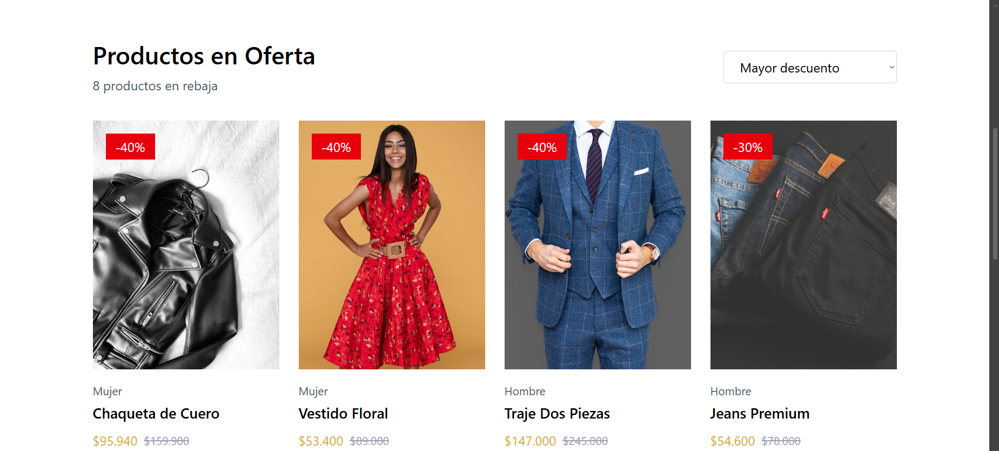 Productos en Oferta
8 productos en rebaja
Mayor descuento
-40%
-40%
-40%
-30%
Mujer
Chaqueta de Cuero
$95.940 $159.900
Mujer
Vestido Floral
$53.400 $89.000
Hombre
Traje Dos Piezas
$147.000 $245.000
Hombre
Jeans Premium
$54.600 $78.000